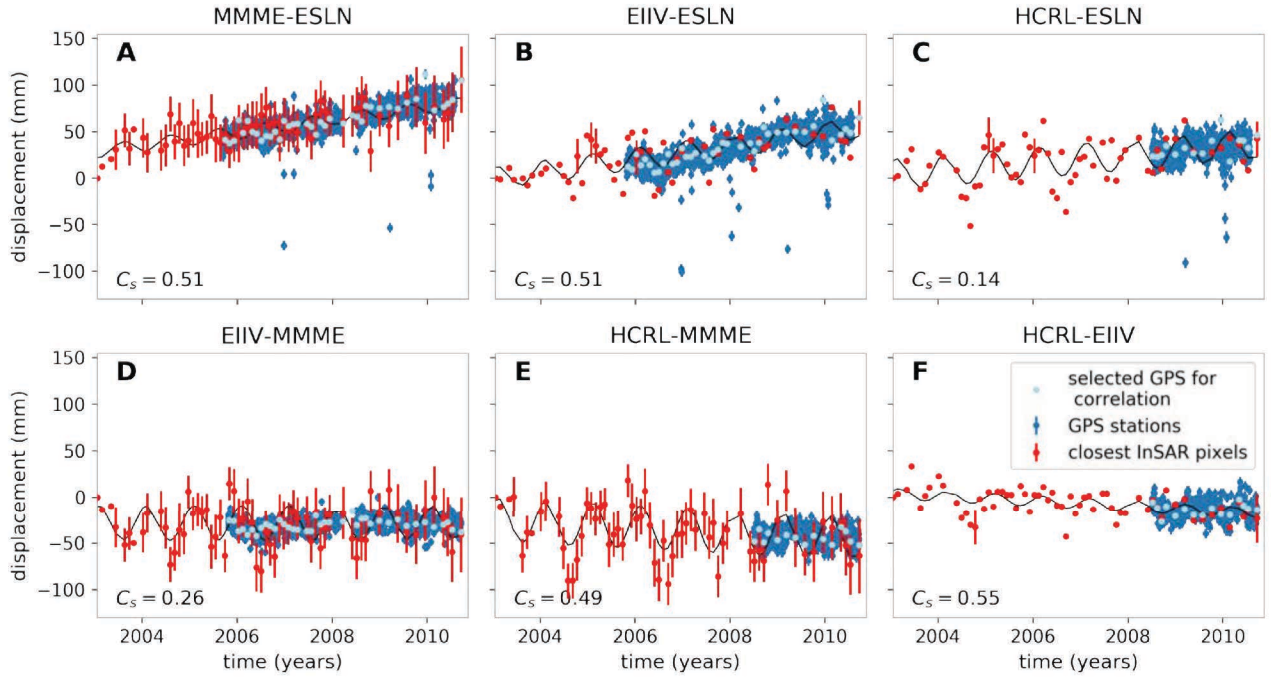 MMME-ESLN
EIIV-ESLN
HCRL-ESLN
displacement (mm)
150
100
50
0
−50
−100
A
B
C
C_s = 0.51
C_s = 0.51
C_s = 0.14
EIIV-MMME
HCRL-MMME
HCRL-EIIV
displacement (mm)
150
100
50
0
−50
−100
D
E
F
selected GPS for
correlation
GPS stations
closest InSAR pixels
C_s = 0.26
C_s = 0.49
C_s = 0.55
2004 2006 2008 2010
2004 2006 2008 2010
2004 2006 2008 2010
time (years)
time (years)
time (years)